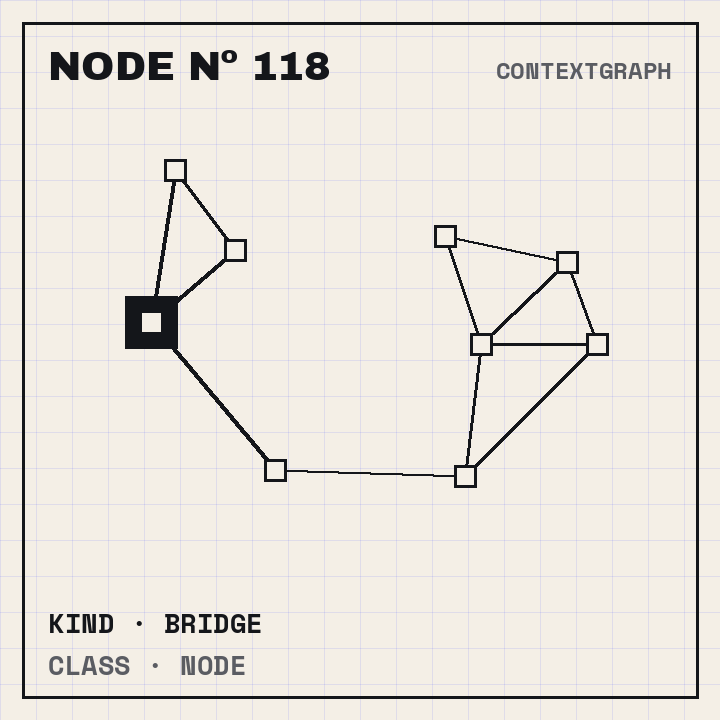 NODE Nº 118
CONTEXTGRAPH
KIND · BRIDGE
CLASS · NODE